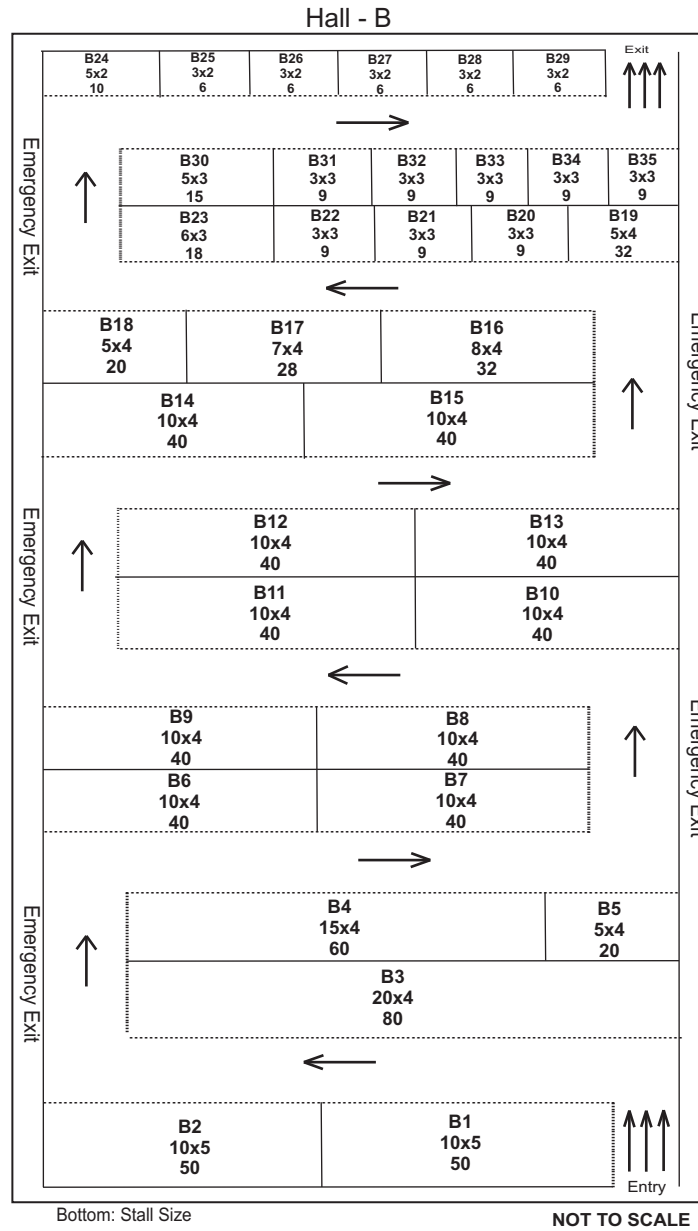 Hall - B
B24
5x2
10
B25
3x2
6
B26
3x2
6
B27
3x2
6
B28
3x2
6
B29
3x2
6
Exit
Emergency Exit
B30
5x3
15
B31
3x3
9
B32
3x3
9
B33
3x3
9
B34
3x3
9
B35
3x3
9
B23
6x3
18
B22
3x3
9
B21
3x3
9
B20
3x3
9
B19
5x4
32
B18
5x4
20
B17
7x4
28
B16
8x4
32
Emergency Exit
B14
10x4
40
B15
10x4
40
Emergency Exit
B12
10x4
40
B13
10x4
40
B11
10x4
40
B10
10x4
40
B9
10x4
40
B8
10x4
40
Emergency Exit
B6
10x4
40
B7
10x4
40
Emergency Exit
B4
15x4
60
B5
5x4
20
B3
20x4
80
B2
10x5
50
B1
10x5
50
Entry
Bottom: Stall Size
NOT TO SCALE